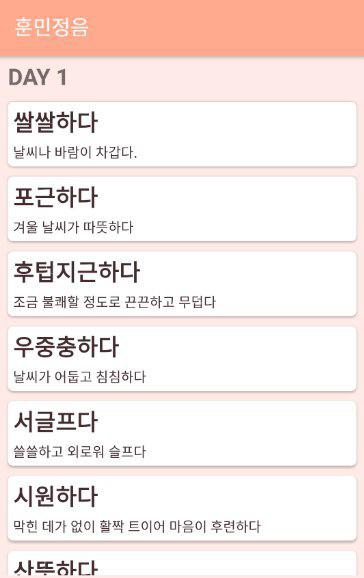 훈민정음
DAY 1
쌀쌀하다
날씨나 바람이 차갑다.
포근하다
겨울 날씨가 따뜻하다
후텁지근하다
조금 불쾌할 정도로 끈끈하고 무덥다
우중충하다
날씨가 어둡고 침침하다
서글프다
쓸쓸하고 외로워 슬프다
시원하다
막힌 데가 없이 활짝 트이어 마음이 후련하다